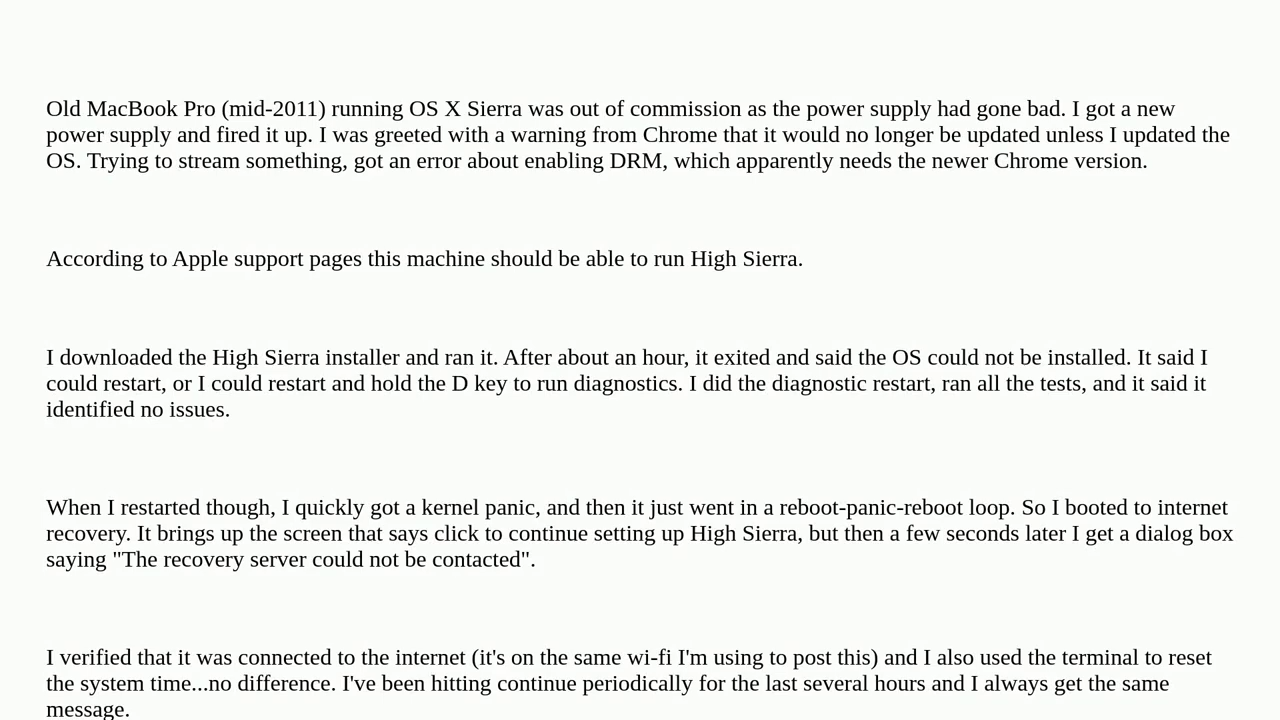 Old MacBook Pro (mid-2011) running OS X Sierra was out of commission as the power supply had gone bad. I got a new
power supply and fired it up. I was greeted with a warning from Chrome that it would no longer be updated unless I updated the
OS. Trying to stream something, got an error about enabling DRM, which apparently needs the newer Chrome version.
According to Apple support pages this machine should be able to run High Sierra.
I downloaded the High Sierra installer and ran it. After about an hour, it exited and said the OS could not be installed. It said I
could restart, or I could restart and hold the D key to run diagnostics. I did the diagnostic restart, ran all the tests, and it said it
identified no issues.
When I restarted though, I quickly got a kernel panic, and then it just went in a reboot-panic-reboot loop. So I booted to internet
recovery. It brings up the screen that says click to continue setting up High Sierra, but then a few seconds later I get a dialog box
saying "The recovery server could not be contacted".
I verified that it was connected to the internet (it's on the same wi-fi I'm using to post this) and I also used the terminal to reset
the system time...no difference. I've been hitting continue periodically for the last several hours and I always get the same
message.